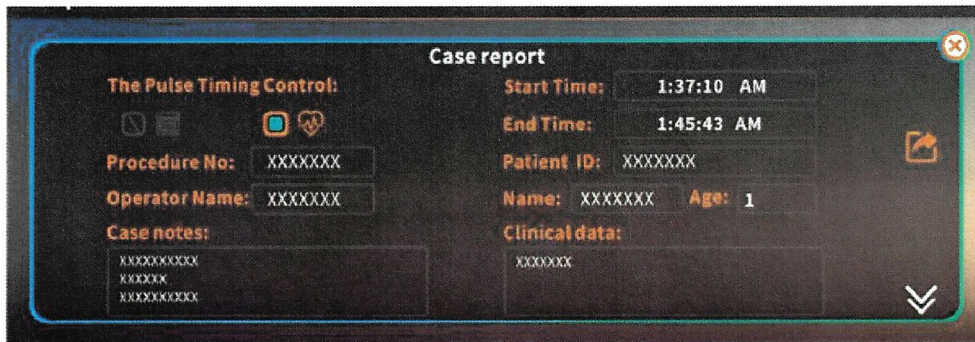 Case report
The Pulse Timing Control:
Procedure No: XXXXXXX
Operator Name: XXXXXXX
Case notes:
XXXXXXXXXX
XXXXXX
XXXXXXXXXX
Start Time: 1:37:10 AM
End Time: 1:45:43 AM
Patient ID: XXXXXXX
Name: XXXXXXX Age: 1
Clinical data:
XXXXXXX